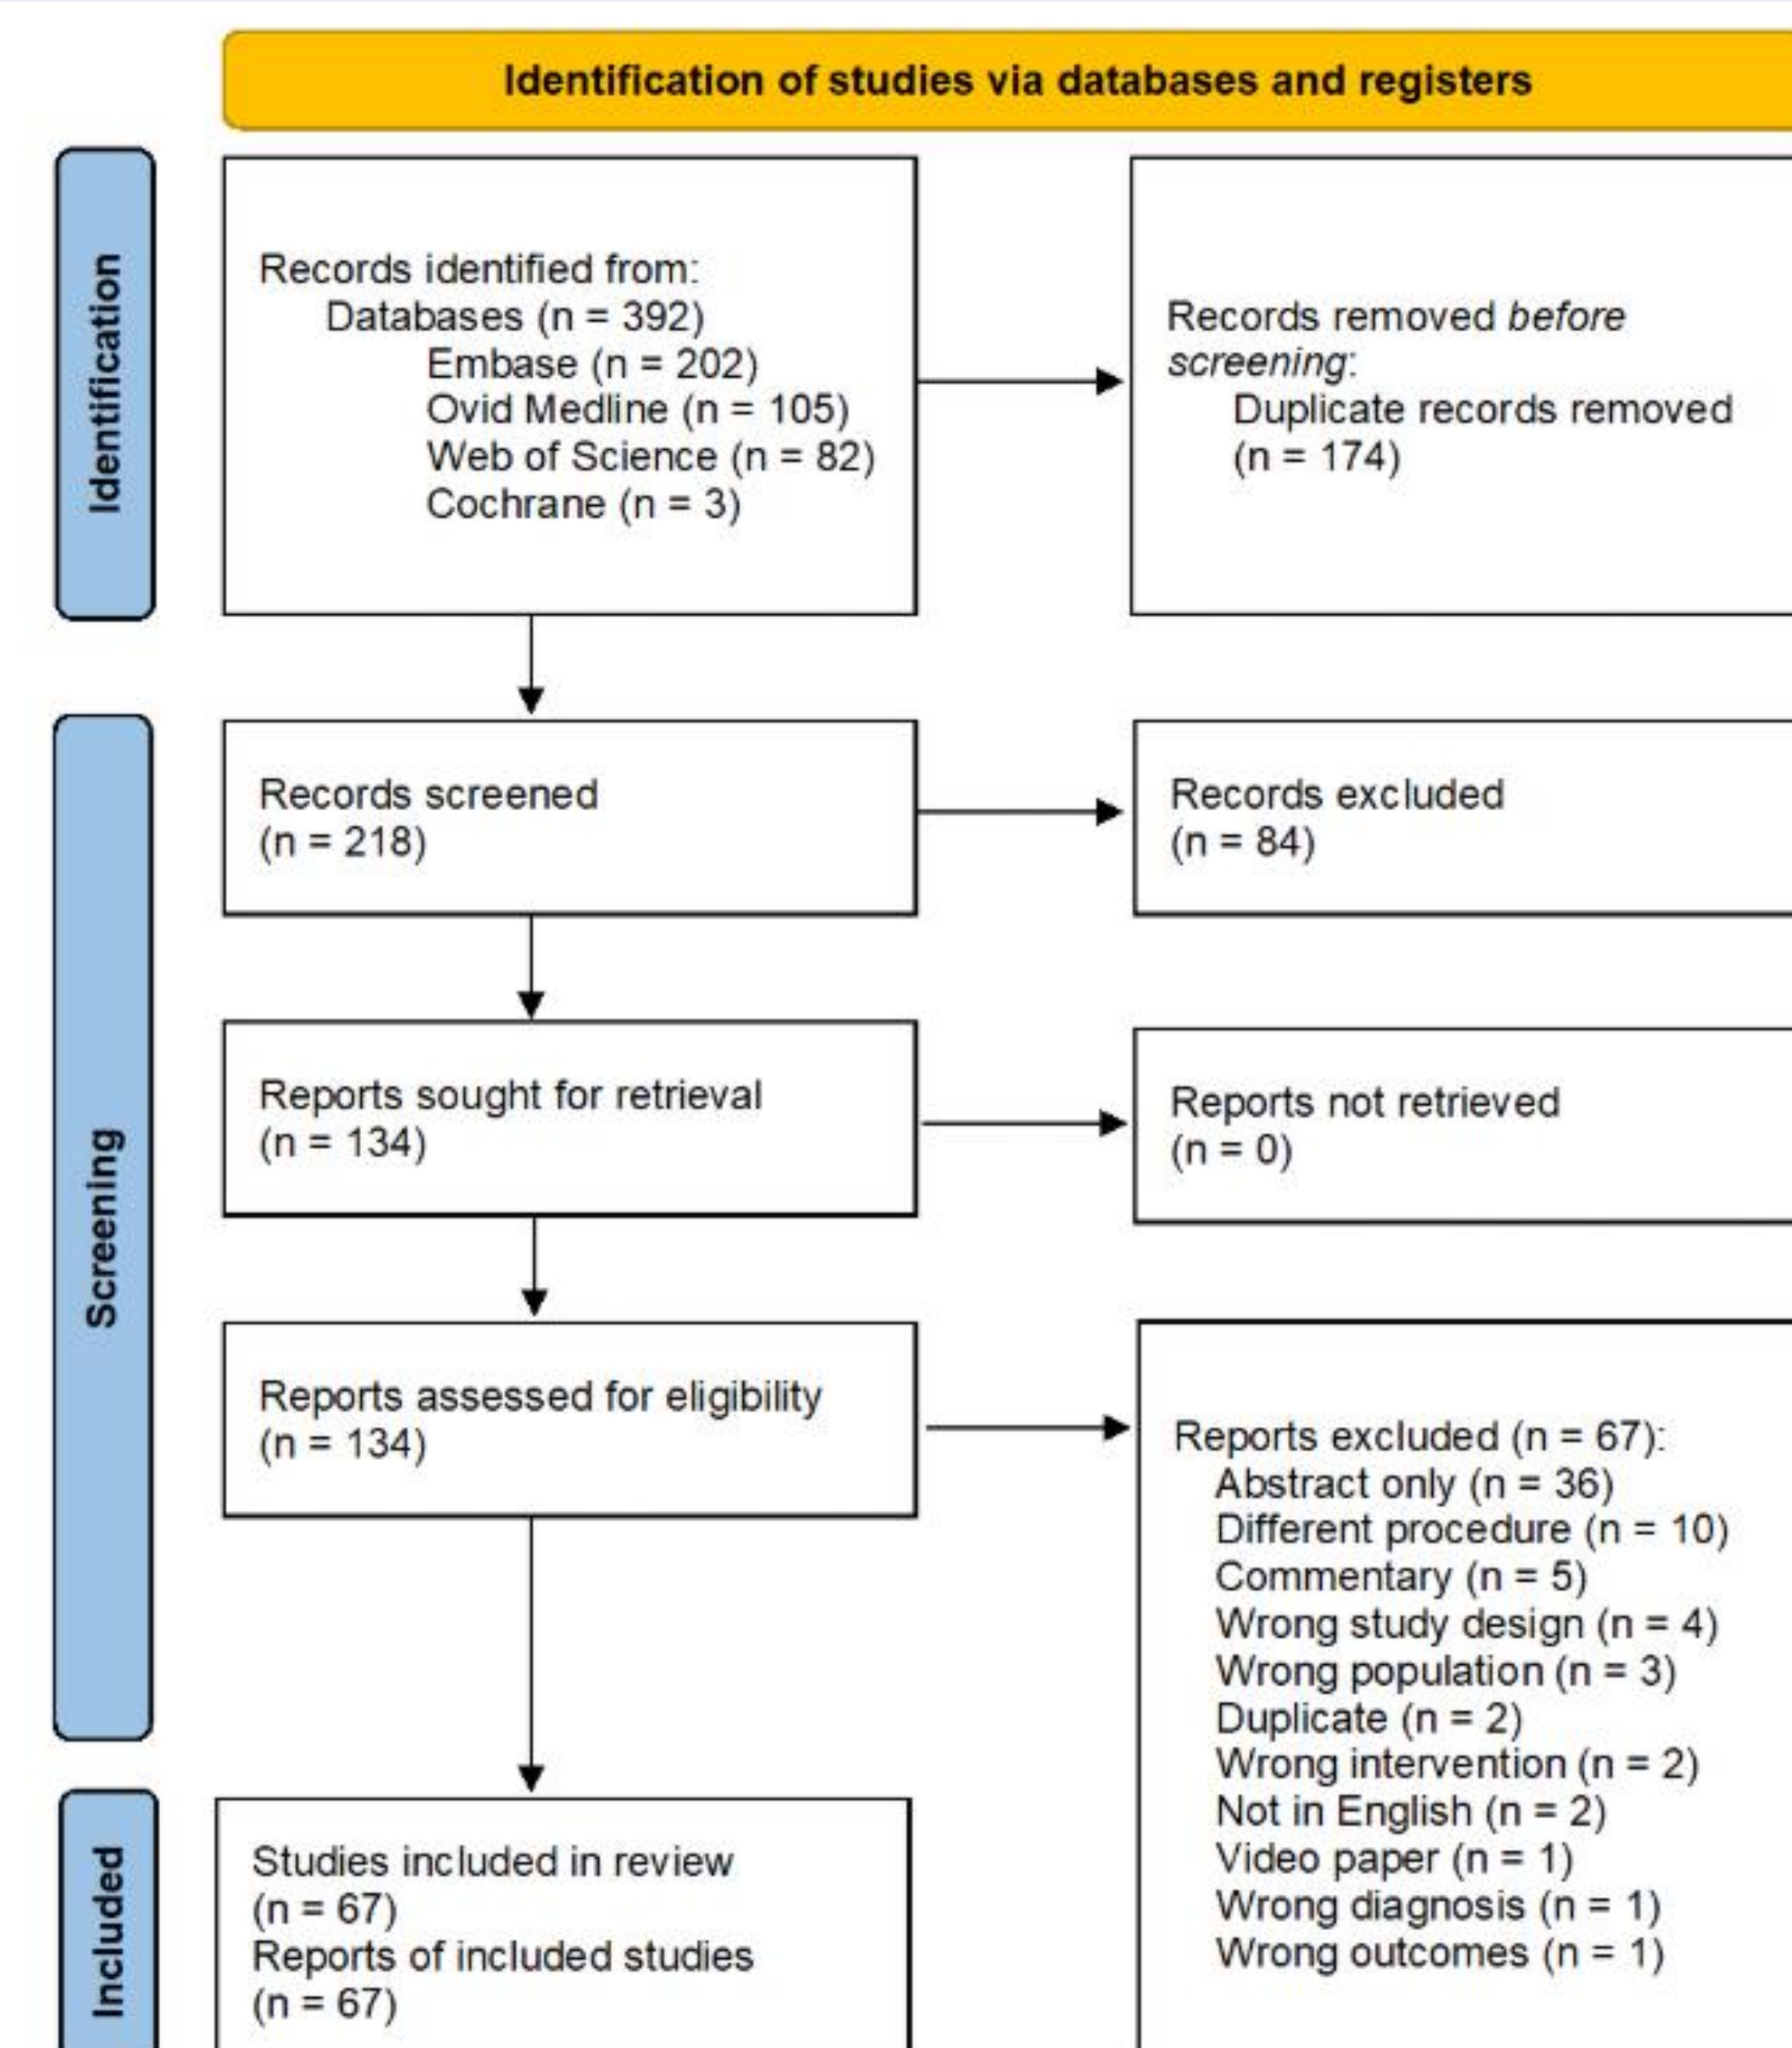 Identification of studies via databases and registers
Identification
Records identified from:
Databases (n = 392)
Embase (n = 202)
Ovid Medline (n = 105)
Web of Science (n = 82)
Cochrane (n = 3)
Records removed before
screening:
Duplicate records removed
(n = 174)
Screening
Records screened
(n = 218)
Records excluded
(n = 84)
Reports sought for retrieval
(n = 134)
Reports not retrieved
(n = 0)
Reports assessed for eligibility
(n = 134)
Reports excluded (n = 67):
Abstract only (n = 36)
Different procedure (n = 10)
Commentary (n = 5)
Wrong study design (n = 4)
Wrong population (n = 3)
Duplicate (n = 2)
Wrong intervention (n = 2)
Not in English (n = 2)
Video paper (n = 1)
Wrong diagnosis (n = 1)
Wrong outcomes (n = 1)
Included
Studies included in review
(n = 67)
Reports of included studies
(n = 67)